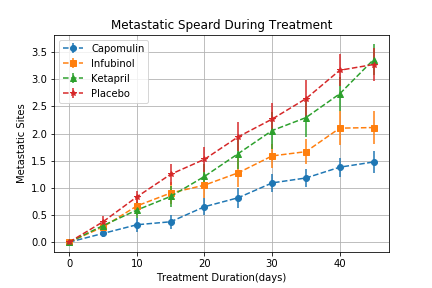 Metastatic Speard During Treatment
Capomulin
Infubinol
Ketapril
Placebo
Metastatic Sites
3.5
3.0
2.5
2.0
1.5
1.0
0.5
0.0
0 10 20 30 40
Treatment Duration(days)